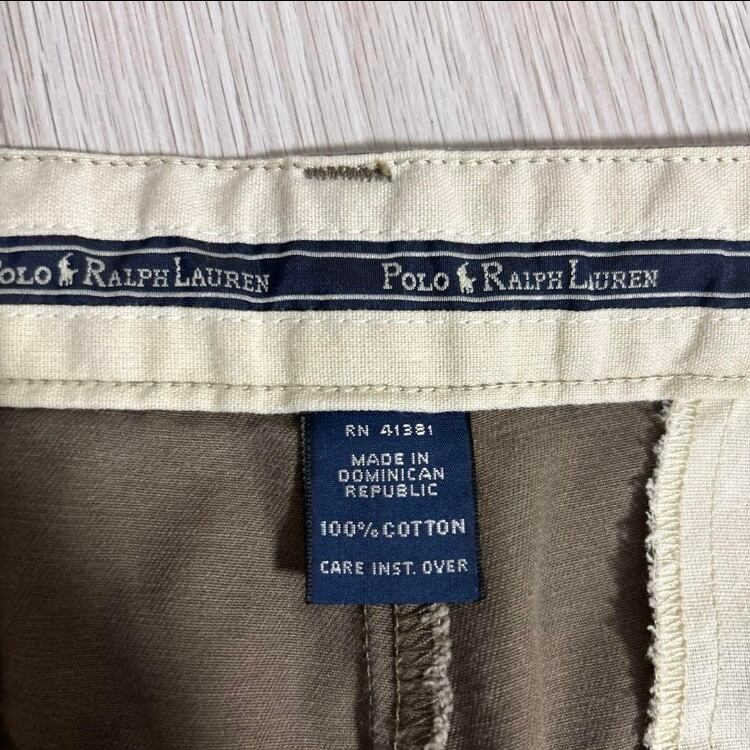 POLO RALPH LAUREN POLO RALPH LAUREN
RN 41381
MADE IN
DOMINICAN
REPUBLIC
100% COTTON
CARE INST. OVER